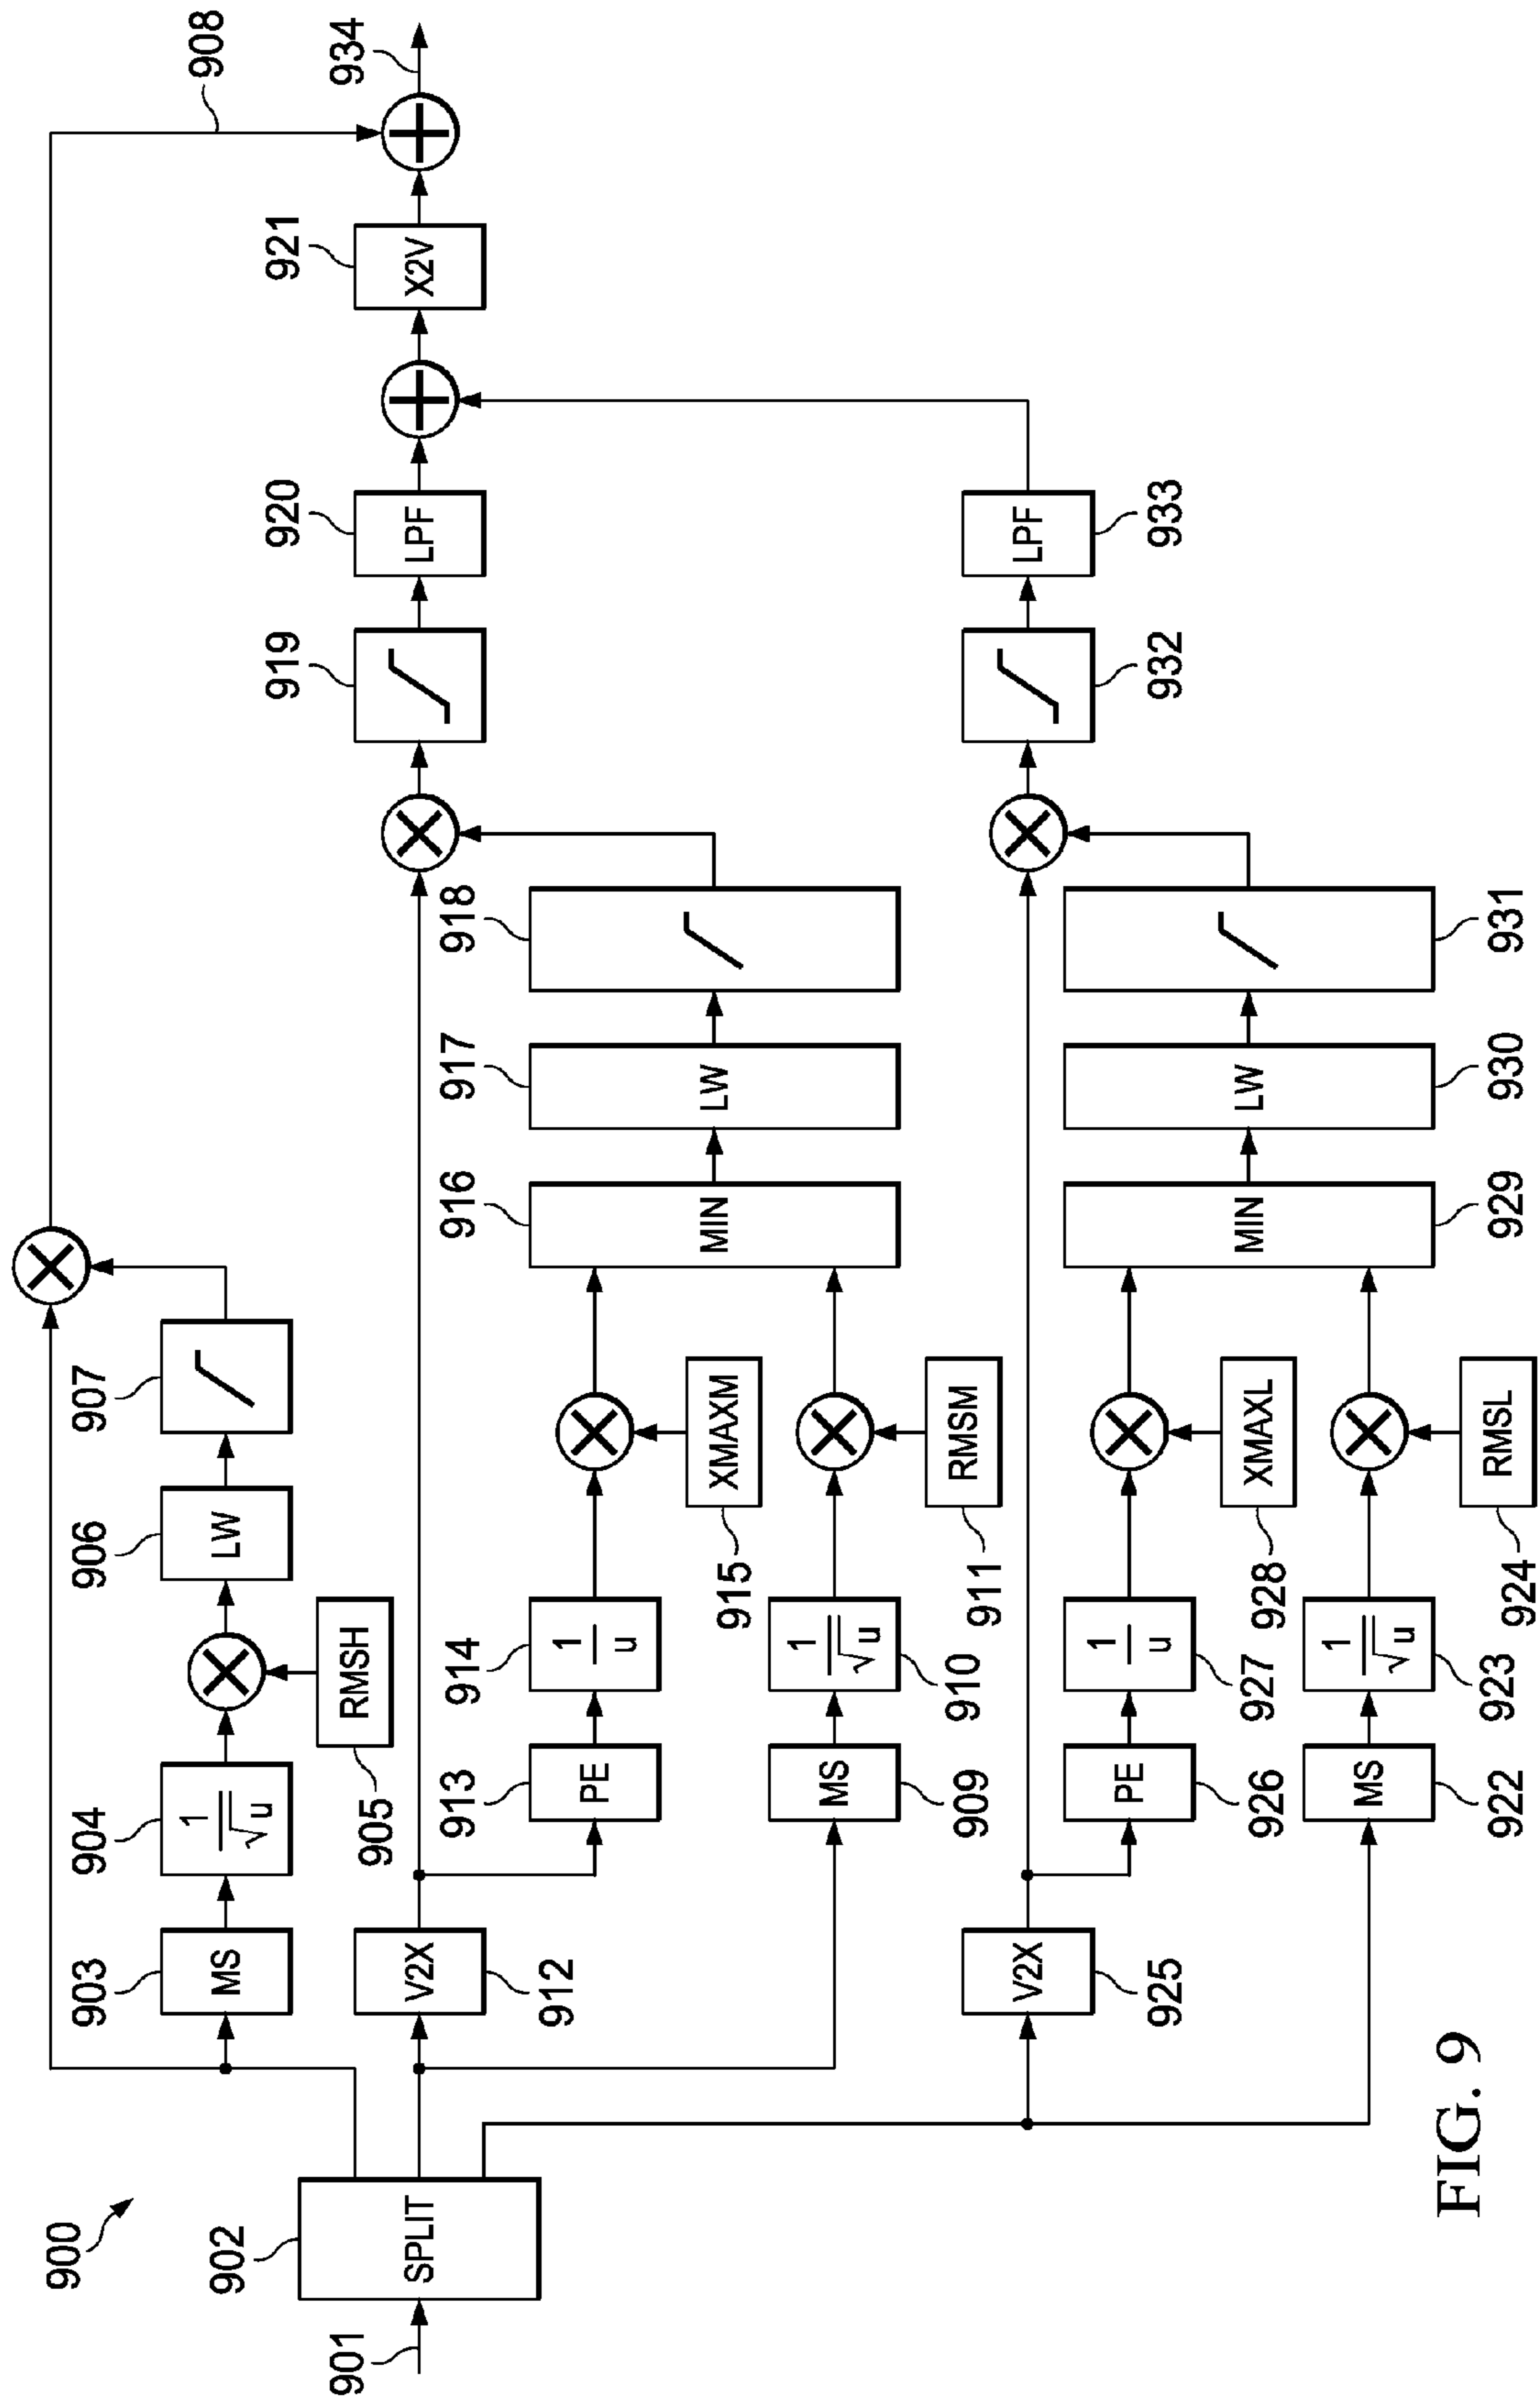 900
901
902
SPLIT
903
MS
904
1
√u
905
RMSH
906
LW
907
908
912
V2X
913
PE
914
1
u
915
XMAXM
909
MS
910
1
√u
911
RMSM
916
MIN
917
LW
918
919
920
LPF
921
X2V
934
925
V2X
926
PE
927
1
u
928
XMAXL
922
MS
923
1
√u
924
RMSL
929
MIN
930
LW
931
932
933
LPF
FIG. 9